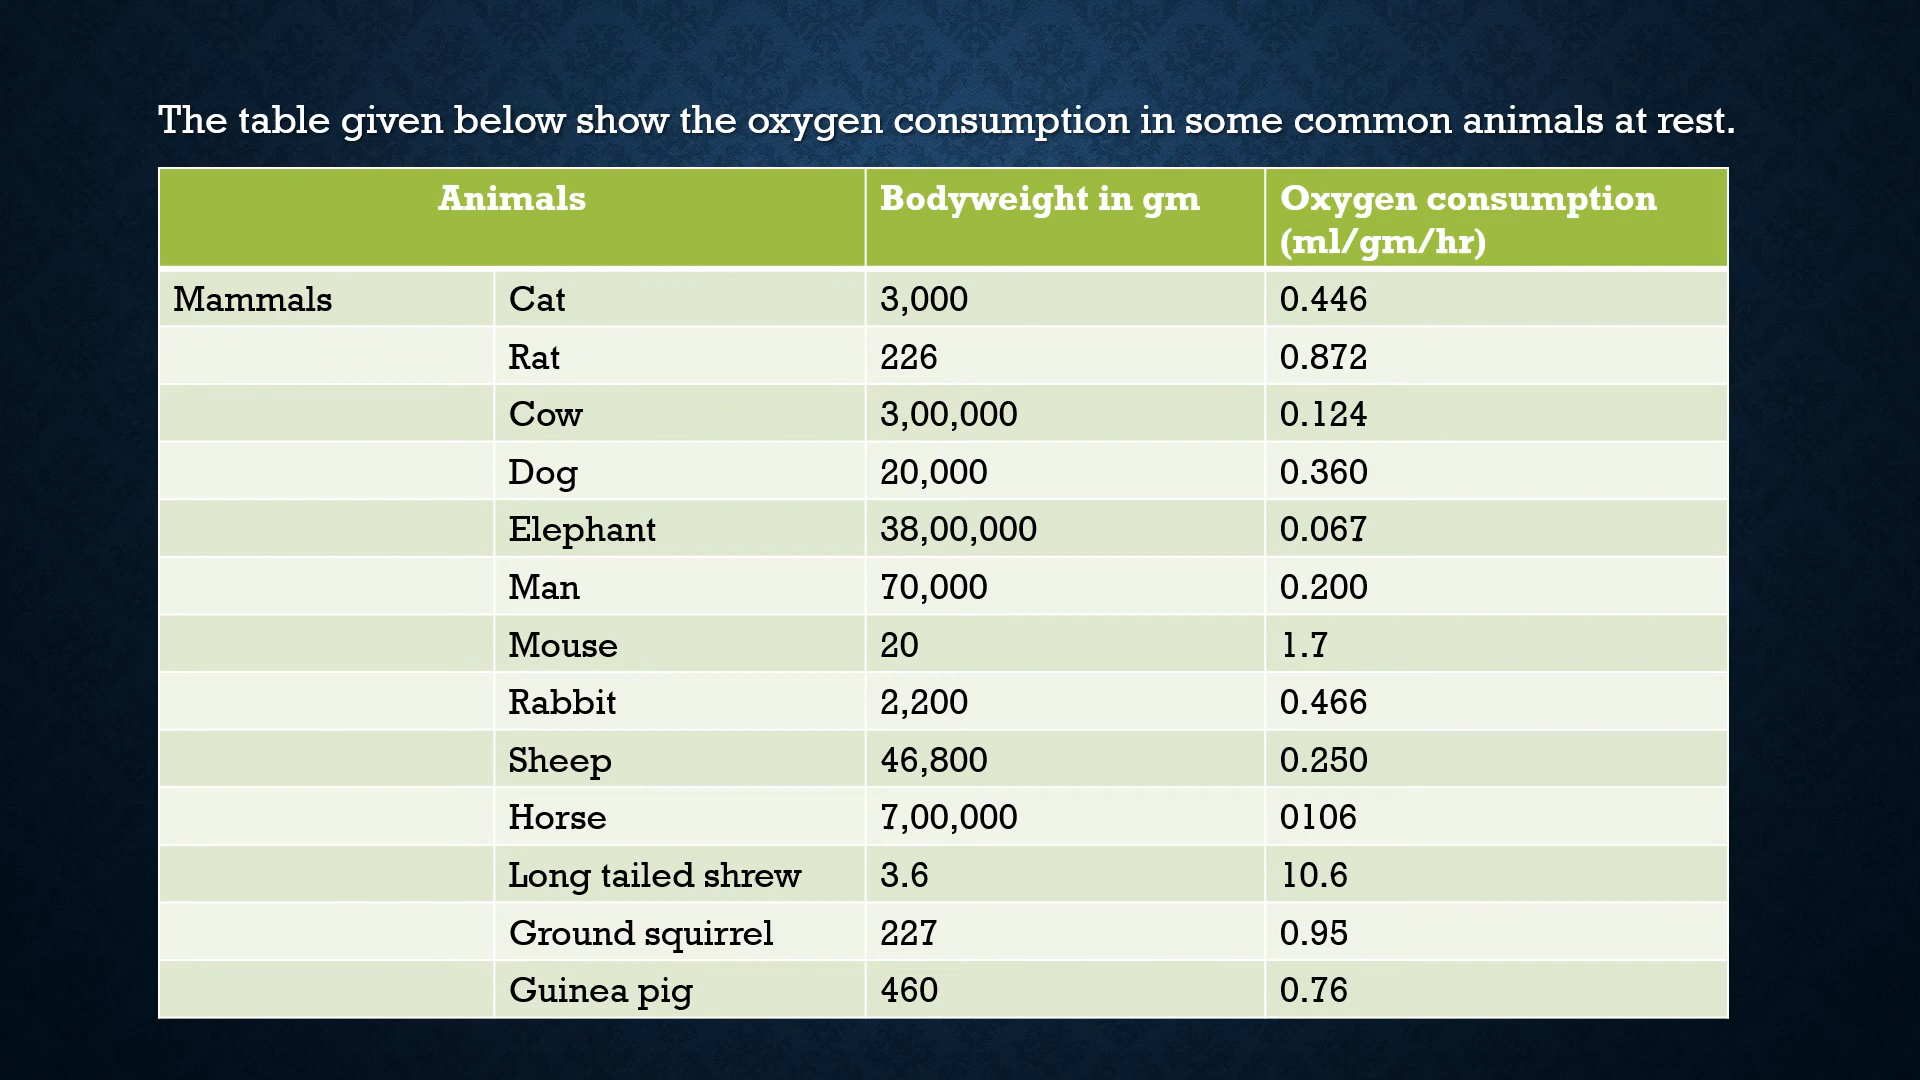 The table given below show the oxygen consumption in some common animals at rest.
Animals Bodyweight in gm Oxygen consumption
(ml/gm/hr)
Mammals Cat 3,000 0.446
Rat 226 0.872
Cow 3,00,000 0.124
Dog 20,000 0.360
Elephant 38,00,000 0.067
Man 70,000 0.200
Mouse 20 1.7
Rabbit 2,200 0.466
Sheep 46,800 0.250
Horse 7,00,000 0106
Long tailed shrew 3.6 10.6
Ground squirrel 227 0.95
Guinea pig 460 0.76